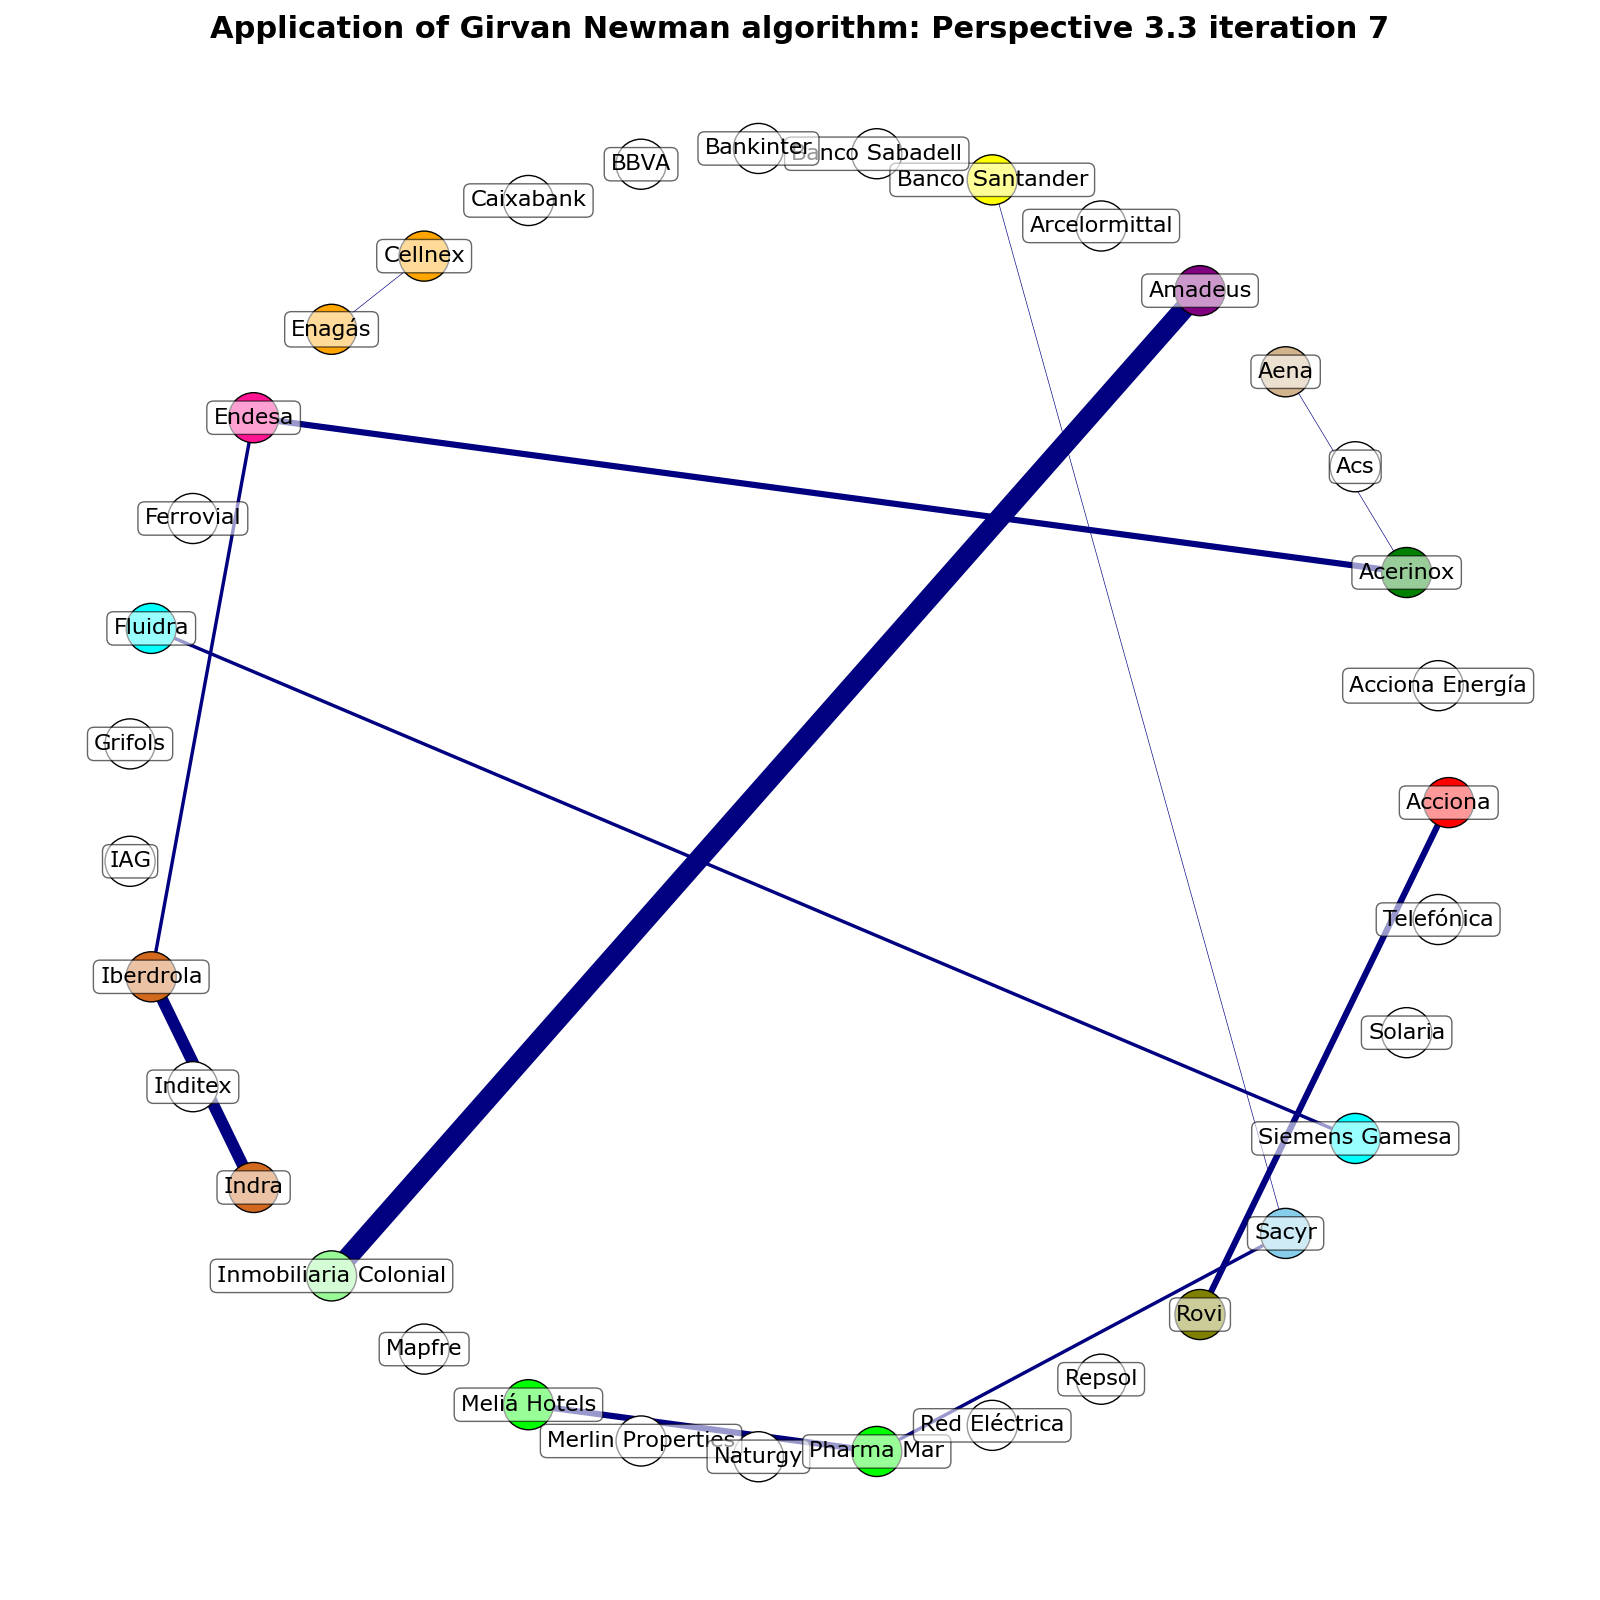 Application of Girvan Newman algorithm: Perspective 3.3 iteration 7
Bankinter
Banco Sabadell
BBVA
Banco Santander
Caixabank
Arcelormittal
Cellnex
Amadeus
Enagás
Aena
Endesa
Acs
Ferrovial
Acerinox
Fluidra
Acciona Energía
Grifols
Acciona
IAG
Telefónica
Iberdrola
Solaria
Inditex
Siemens Gamesa
Indra
Sacyr
Inmobiliaria Colonial
Rovi
Mapfre
Repsol
Meliá Hotels
Red Eléctrica
Merlin Properties
Pharma Mar
Naturgy